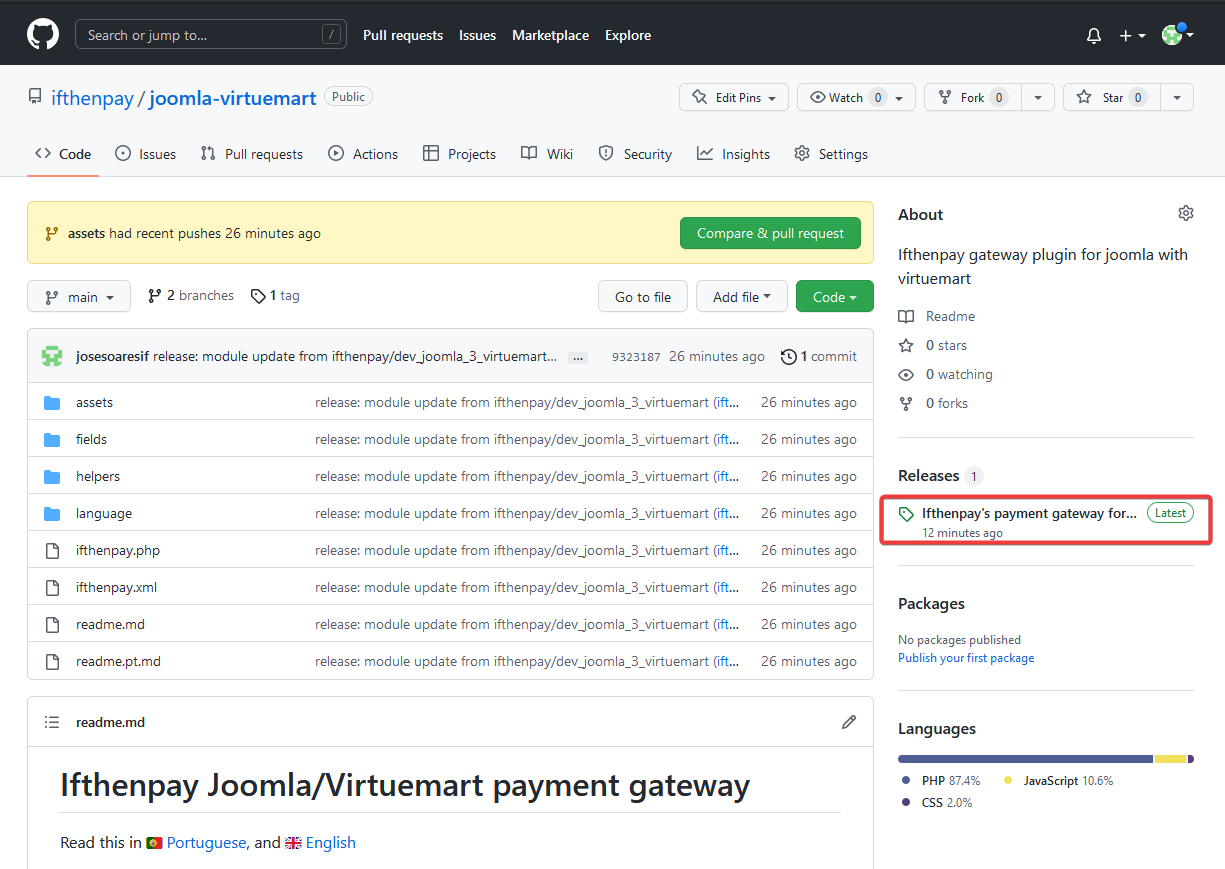 Search or jump to... /
Pull requests Issues Marketplace Explore
ifthenpay / joomla-virtuemart Public
Edit Pins Watch 0 Fork 0 Star 0
Code Issues Pull requests Actions Projects Wiki Security Insights Settings
assets had recent pushes 26 minutes ago Compare & pull request
main 2 branches 1 tag Go to file Add file Code
josesoaresif release: module update from ifthenpay/dev_joomla_3_virtuemart... ... 9323187 26 minutes ago 1 commit
assets release: module update from ifthenpay/dev_joomla_3_virtuemart (ift... 26 minutes ago
fields release: module update from ifthenpay/dev_joomla_3_virtuemart (ift... 26 minutes ago
helpers release: module update from ifthenpay/dev_joomla_3_virtuemart (ift... 26 minutes ago
language release: module update from ifthenpay/dev_joomla_3_virtuemart (ift... 26 minutes ago
ifthenpay.php release: module update from ifthenpay/dev_joomla_3_virtuemart (ift... 26 minutes ago
ifthenpay.xml release: module update from ifthenpay/dev_joomla_3_virtuemart (ift... 26 minutes ago
readme.md release: module update from ifthenpay/dev_joomla_3_virtuemart (ift... 26 minutes ago
readme.pt.md release: module update from ifthenpay/dev_joomla_3_virtuemart (ift... 26 minutes ago
readme.md
Ifthenpay Joomla/Virtuemart payment gateway
Read this in Portuguese, and English
About
Ifthenpay gateway plugin for joomla with
virtuemart
Readme
0 stars
0 watching
0 forks
Releases 1
Ifthenpay's payment gateway for... Latest
12 minutes ago
Packages
No packages published
Publish your first package
Languages
PHP 87.4% JavaScript 10.6%
CSS 2.0%